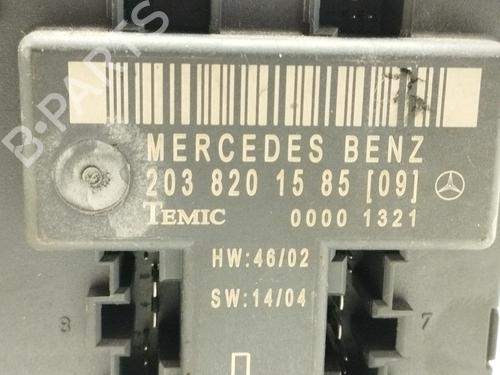 B-PARTS
MERCEDES BENZ
203 820 15 85 [09]
TEMIC 0000 1321
HW:46/02
SW:14/04
8 7